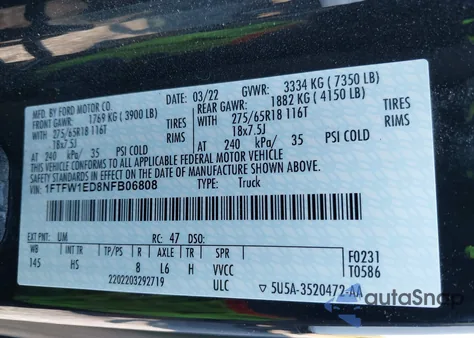 MFD. BY FORD MOTOR CO. 03/22 GVWR: 3334 KG ( 7350 LB)
FRONT GAWR: 1769 KG ( 3900 LB) REAR GAWR: 1882 KG ( 4150 LB)
275/65R18 116T TIRES 275/65R18 116T TIRES
18x7.5J RIMS 18x7.5J RIMS
AT 240 kPa/ 35 PSI COLD AT 240 kPa/ 35 PSI COLD
THIS VEHICLE CONFORMS TO ALL APPLICABLE FEDERAL MOTOR VEHICLE
SAFETY, BUMPER, AND THEFT PREVENTION STANDARDS IN EFFECT ON THE DATE OF MANUFACTURE SHOWN ABOVE.
VIN: 1FTFW1ED8NFB06808 TYPE: Truck
EXT PNT: UM RC: 47 DSO:
WB TP/PS R AXLE TR SPR F0231
145 H5 8 L6 H VVCC T0586
2202203292719 ULC ▽ 5U5A-3520472-AA
autoSnap